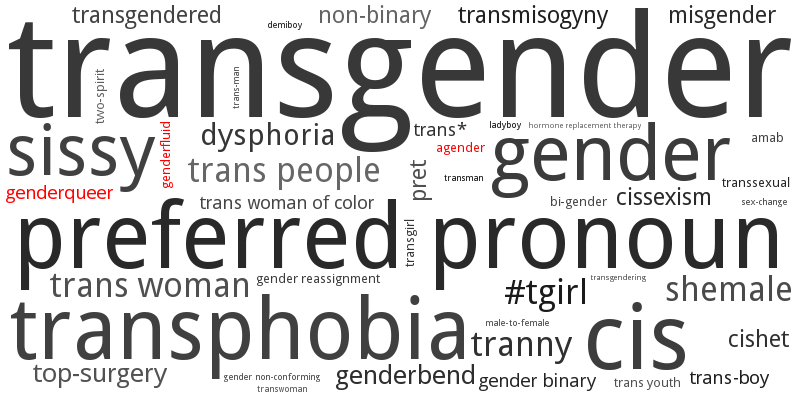 transgendered
demiboy
non-binary
transmisogyny
misgender
transgender
two-spirit
trans-man
sissy
genderfluid
dysphoria
trans*
ladyboy
hormone replacement therapy
gender
amab
agender
trans people
pret
transman
transsexual
genderqueer
trans woman of color
bi-gender
cissexism
sex-change
preferred pronoun
transgirl
trans woman
gender reassignment
#tgirl
transgendering
shemale
transphobia
male-to-female
tranny
cis
cishet
top-surgery
gender non-conforming
transwoman
genderbend
gender binary
trans youth
trans-boy